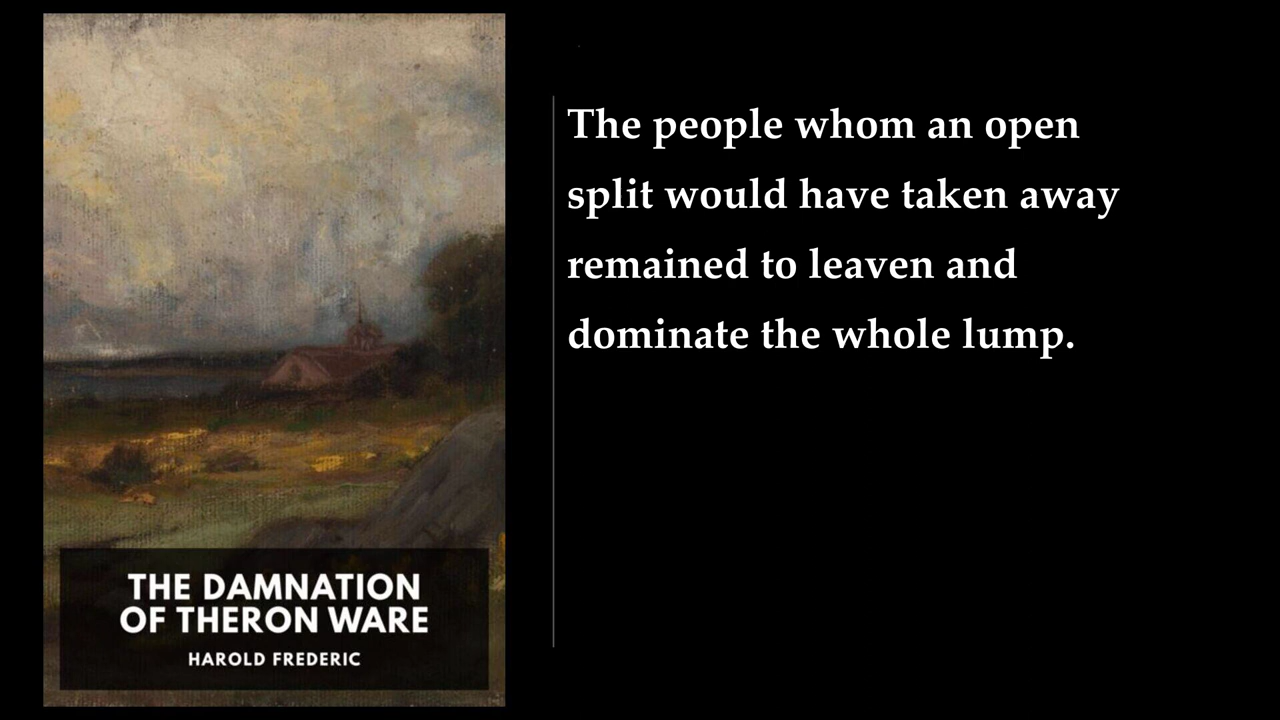 The people whom an open
split would have taken away
remained to leaven and
dominate the whole lump.
THE DAMNATION
OF THERON WARE
HAROLD FREDERIC